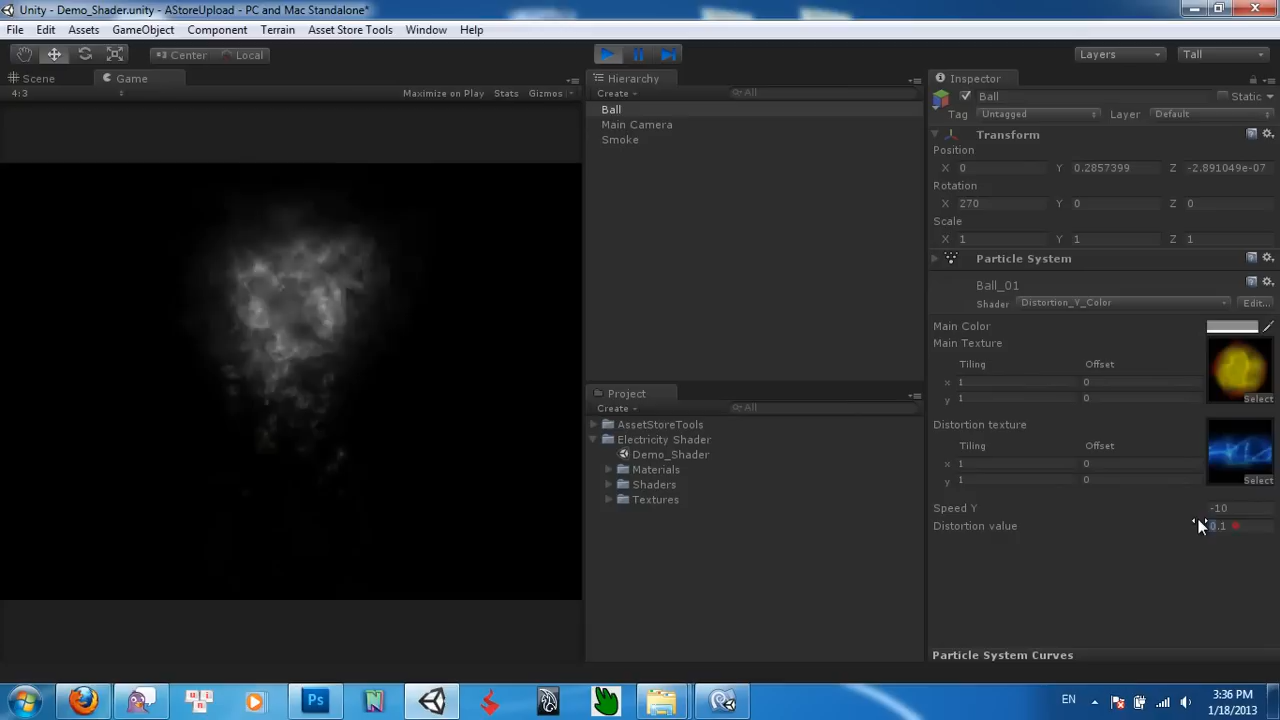 Unity - Demo_Shader.unity - AStoreUpload - PC and Mac Standalone*
File Edit Assets GameObject Component Terrain Asset Store Tools Window Help
Center Local Layers Tall
Scene Game Hierarchy Inspector
4:3 Maximize on Play Stats Gizmos Create All
Ball Static
Ball
Tag Untagged Layer Default
Main Camera
Smoke
Transform
Position
X 0 Y 0.2857399 Z -2.891049e-07
Rotation
X 270 Y 0 Z 0
Scale
X 1 Y 1 Z 1
Particle System
Ball_01
Shader Distortion_Y_Color Edit...
Main Color
Main Texture
Tiling Offset
x 1 0
y 1 0
Select
Distortion texture
Tiling Offset
x 1 0
y 1 0
Select
Speed Y -10
Distortion value 0.1
Particle System Curves
Project
Create All
AssetStoreTools
Electricity Shader
Demo_Shader
Materials
Shaders
Textures
Ps
EN
3:36 PM
1/18/2013